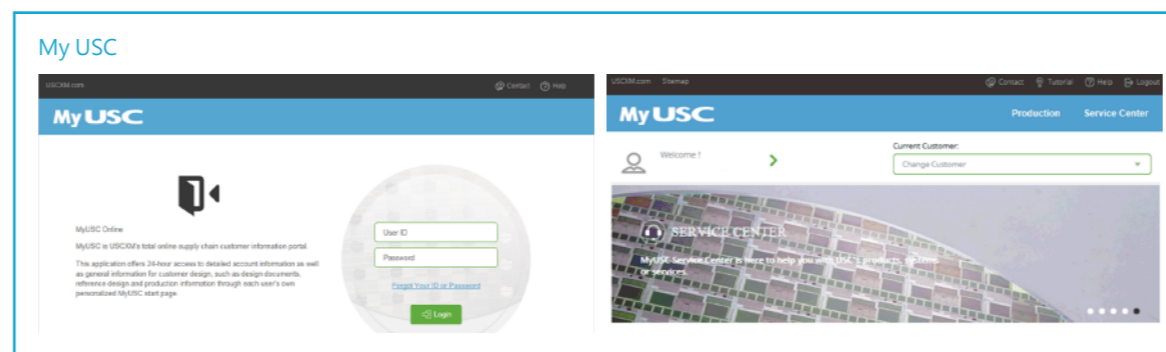 My USC
USCXM.com
Contact
Help
MyUSC
MyUSC Online
MyUSC is USCXM's total online supply chain customer information portal.
This application offers 24-hour access to detailed account information as well
as general information for customer design, such as design documents,
reference design and production information through each user's own
personalized MyUSC start page.
User ID
Password
Forgot Your ID or Password
Login
USCXM.com Sitemap
Contact
Tutorial
Help
Logout
MyUSC
Production
Service Center
Welcome !
Current Customer:
Change Customer
SERVICE CENTER
MyUSC Service Center is here to help you with USC's products, systems
or services.